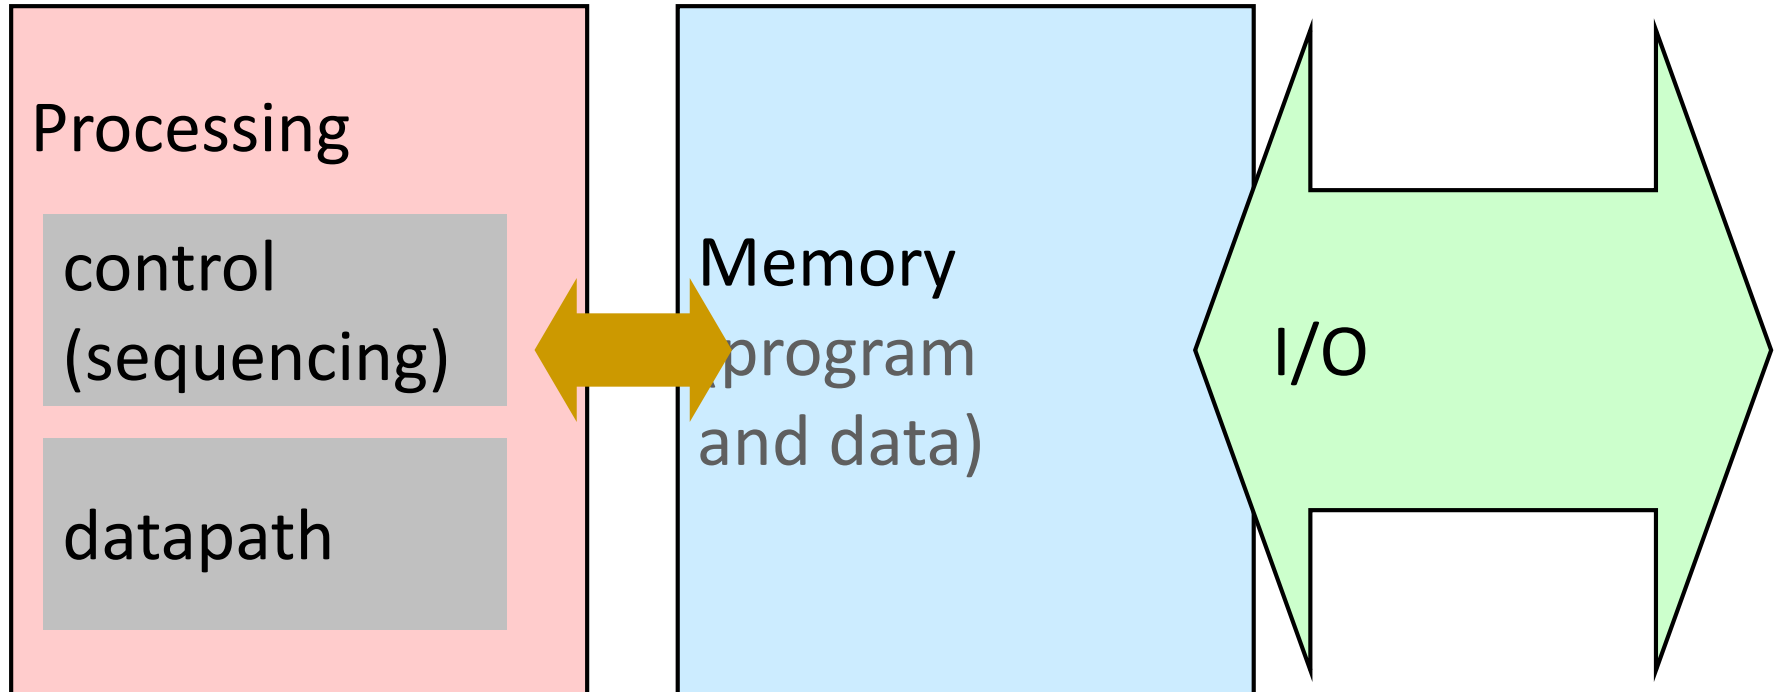 Processing
control
(sequencing)
datapath
Memory
(program
and data)
I/O